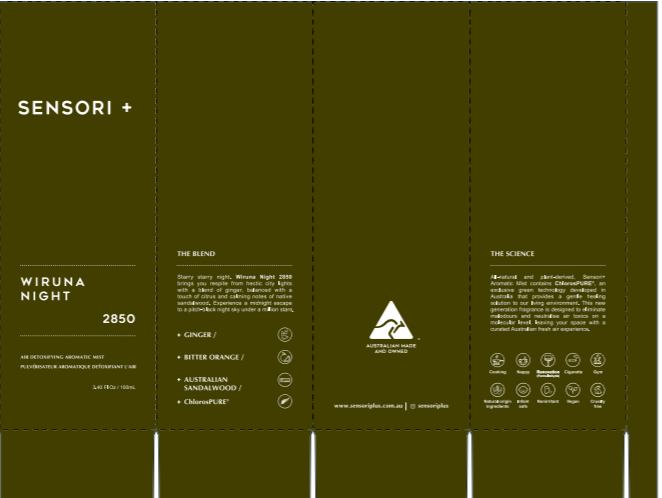 SENSORI +
WIRUNA
NIGHT
2850
AIR DETOXIFYING AROMATIC MIST
PULVÉRISATEUR AROMATIQUE DÉTOXIFIANT L'AIR
3.40 Fl Oz / 100mL
THE BLEND
Starry starry night. Wiruna Night 2850
brings you respite from hectic city lights
with a blend of ginger, balanced with a
touch of citrus and calming notes of native
sandalwood. Experience a midnight escape
to a pitch-black night sky under a million stars.
+ GINGER /
+ BITTER ORANGE /
+ AUSTRALIAN
SANDALWOOD /
+ ChlorosPURE®
AUSTRALIAN MADE
AND OWNED
www.sensoriplus.com.au | sensoriplus
THE SCIENCE
All-natural and plant-derived, Sensori+
Aromatic Mist contains ChlorosPURE®, an
exclusive green technology developed in
Australia that provides a gentle healing
solution to our living environment. This new
generation fragrance is designed to eliminate
malodours and neutralise air toxics on a
molecular level, leaving your space with a
curated Australian fresh air experience.
Cooking Nappy Renovation Cigarette Gym
Natural origin Infant Non-irritant Vegan Cruelty
ingredients safe free